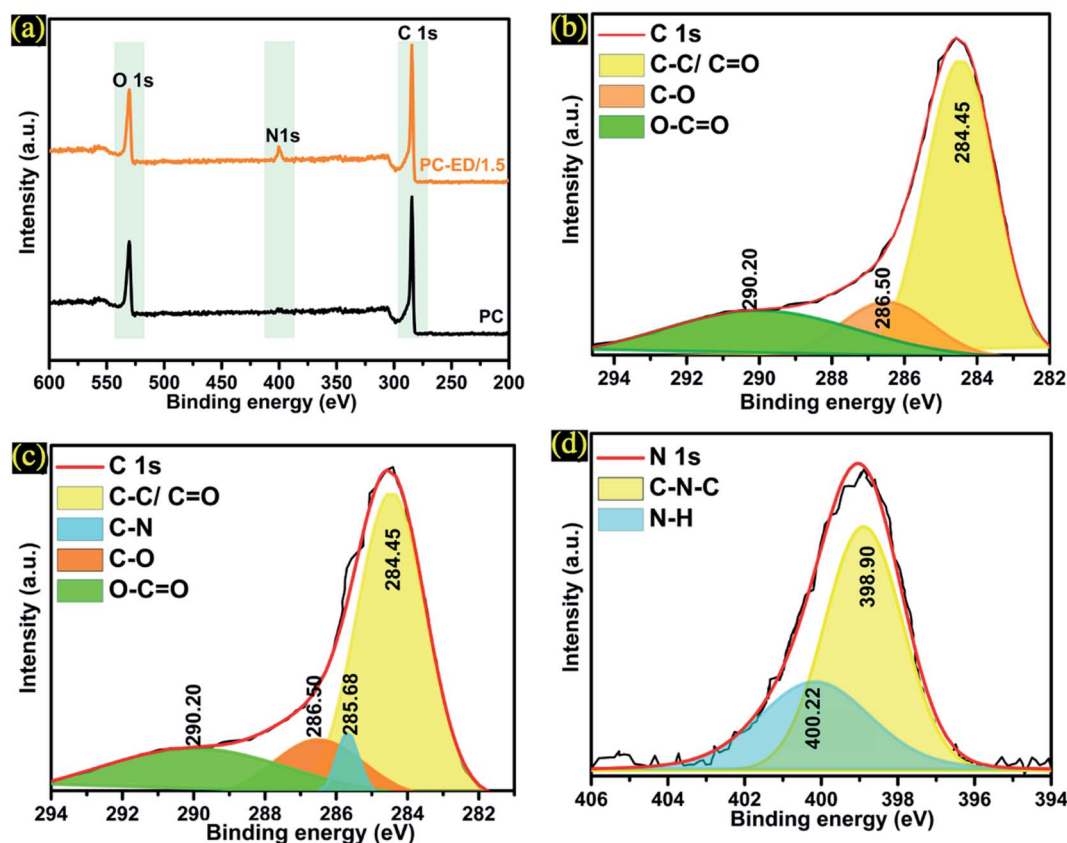 (a)
C 1s
O 1s
N1s
PC-ED/1.5
PC
Intensity (a.u.)
600 550 500 450 400 350 300 250 200
Binding energy (eV)
(b)
C 1s
C-C/ C=O
C-O
O-C=O
284.45
290.20
286.50
Intensity (a.u.)
294 292 290 288 286 284 282
Binding energy (eV)
(c)
C 1s
C-C/ C=O
C-N
C-O
O-C=O
284.45
285.68
286.50
290.20
Intensity (a.u.)
294 292 290 288 286 284 282
Binding energy (eV)
(d)
N 1s
C-N-C
N-H
398.90
400.22
Intensity (a.u.)
406 404 402 400 398 396 394
Binding energy (eV)